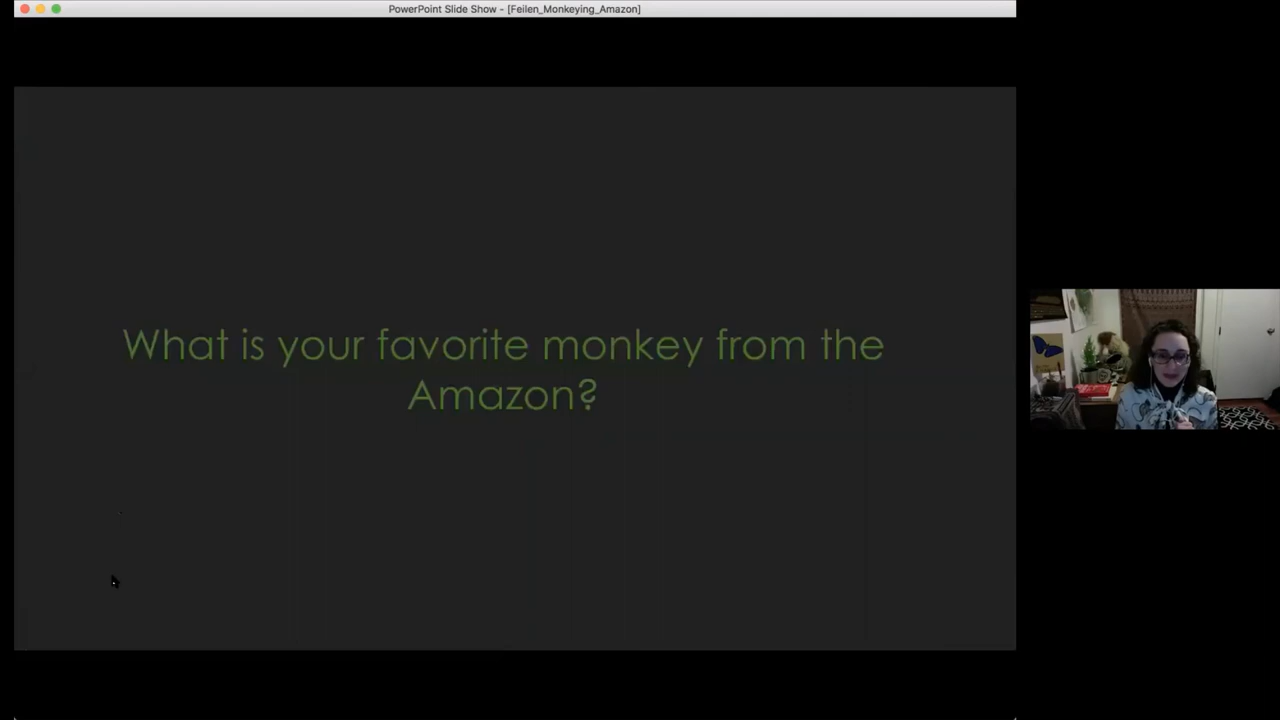 PowerPoint Slide Show - [Feilen_Monkeying_Amazon]
What is your favorite monkey from the
Amazon?